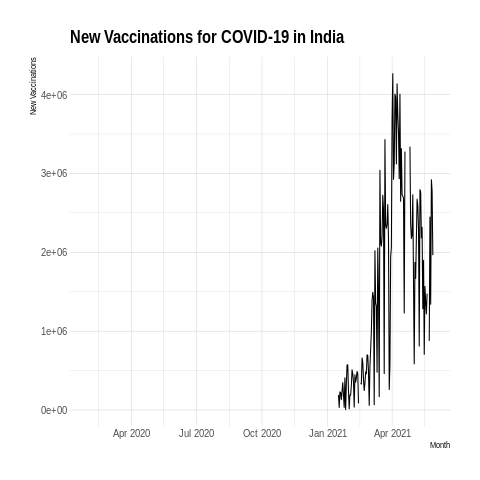 New Vaccinations for COVID-19 in India
New Vaccinations
4e+06
3e+06
2e+06
1e+06
0e+00
Apr 2020 Jul 2020 Oct 2020 Jan 2021 Apr 2021
Month